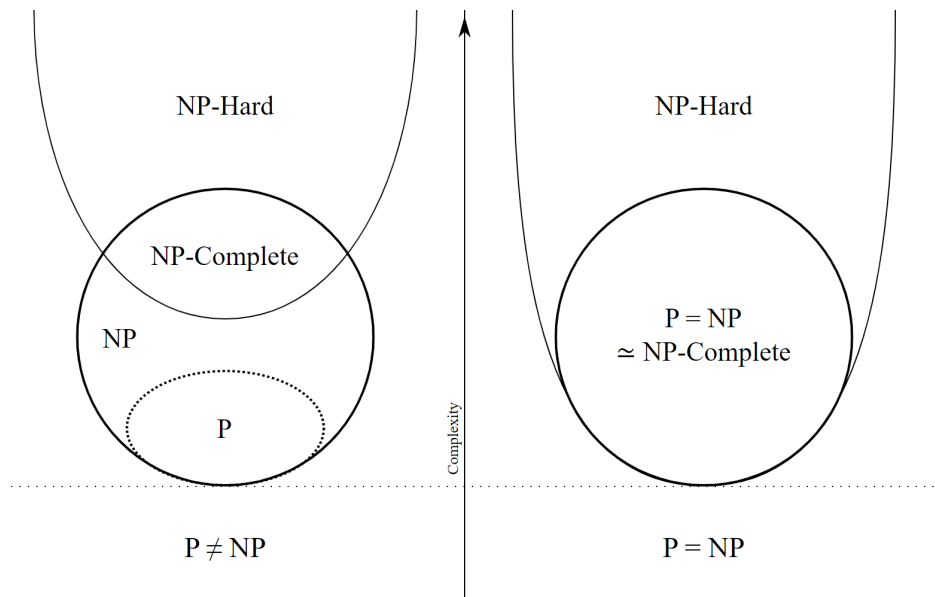 NP-Hard
NP-Complete
NP
P
P ≠ NP
Complexity
NP-Hard
P = NP
≃ NP-Complete
P = NP